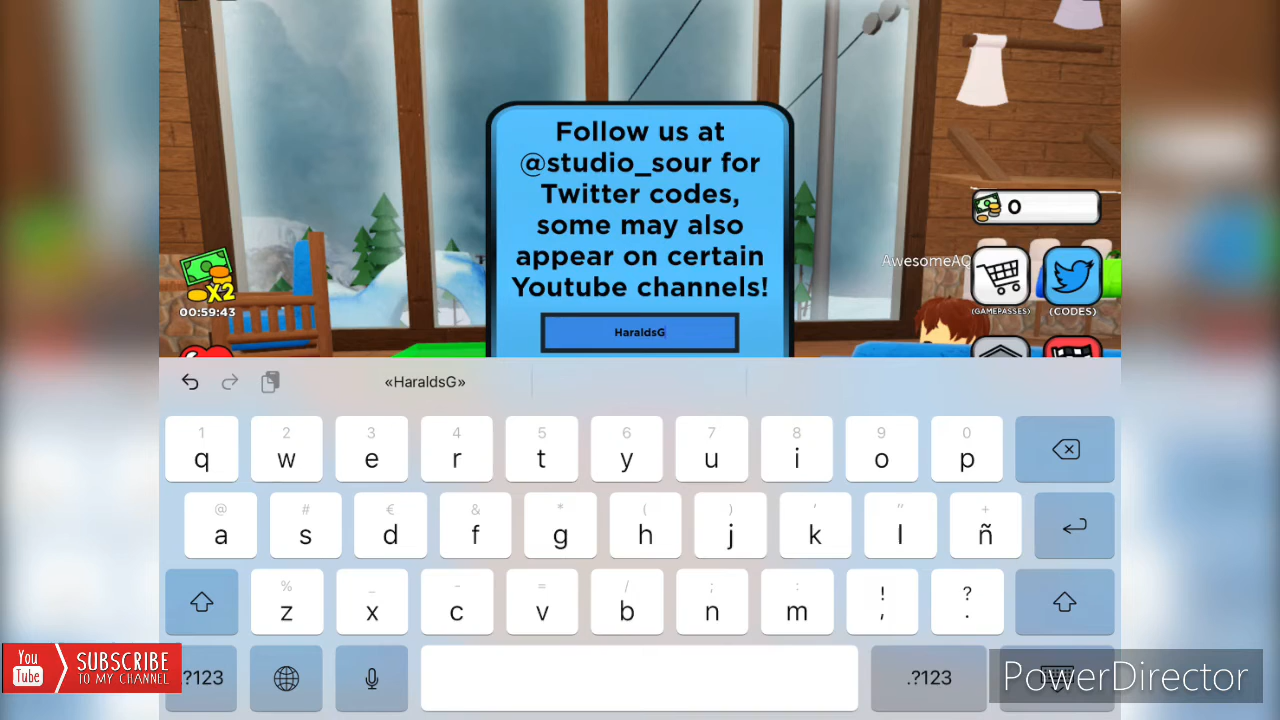 Follow us at
@studio_sour for
Twitter codes,
some may also
appear on certain
Youtube channels!
HaraldsG
0
AwesomeAQ
X2
00:59:43
(GAMEPASSES)
(CODES)
«HaraldsG»
1 2 3 4 5 6 7 8 9 0
q w e r t y u i o p
@ # € & * ( ) ' " +
a s d f g h j k l ñ
% _ - = / ; : ! ?
z x c v b n m , .
.?123 .?123
You
Tube
SUBSCRIBE
TO MY CHANNEL
PowerDirector